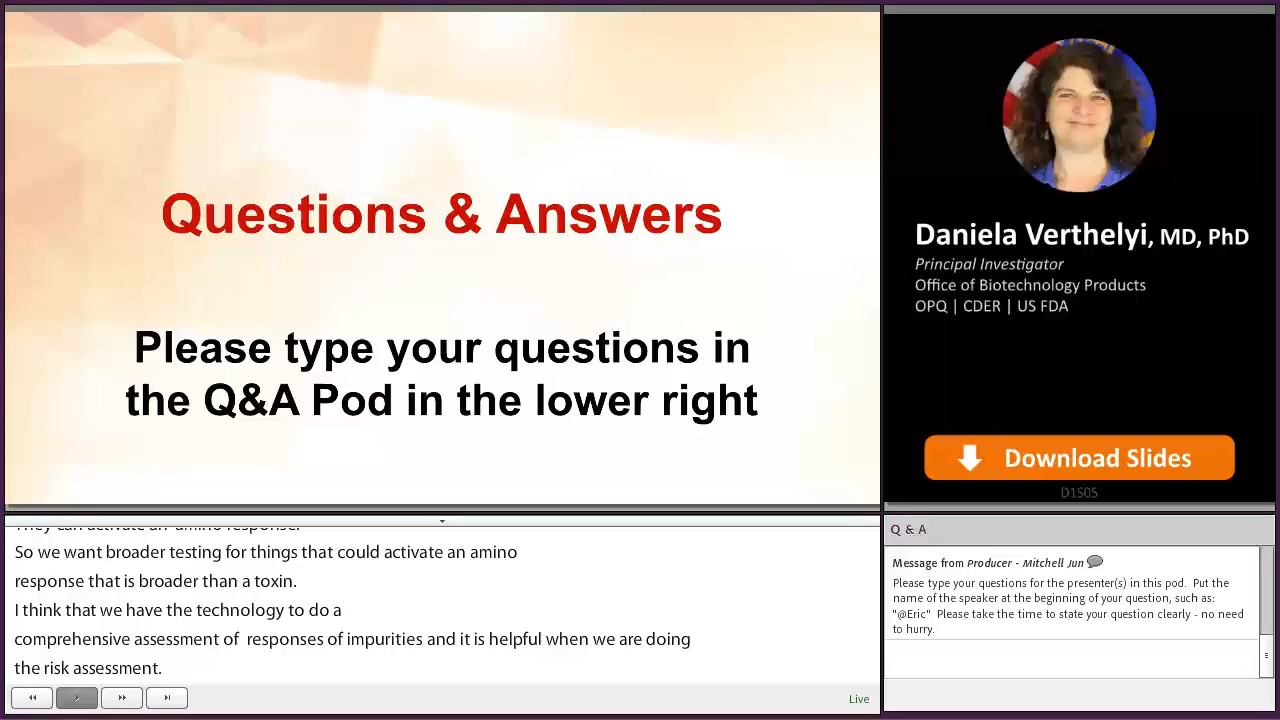 Questions & Answers
Please type your questions in
the Q&A Pod in the lower right
Daniela Verthelyi, MD, PhD
Principal Investigator
Office of Biotechnology Products
OPQ | CDER | US FDA
Download Slides
D1S05
They can activate an amino response.
So we want broader testing for things that could activate an amino
response that is broader than a toxin.
I think that we have the technology to do a
comprehensive assessment of responses of impurities and it is helpful when we are doing
the risk assessment.
Live
Q & A
Message from Producer - Mitchell Jun
Please type your questions for the presenter(s) in this pod. Put the
name of the speaker at the beginning of your question, such as:
"@Eric" Please take the time to state your question clearly - no need
to hurry.